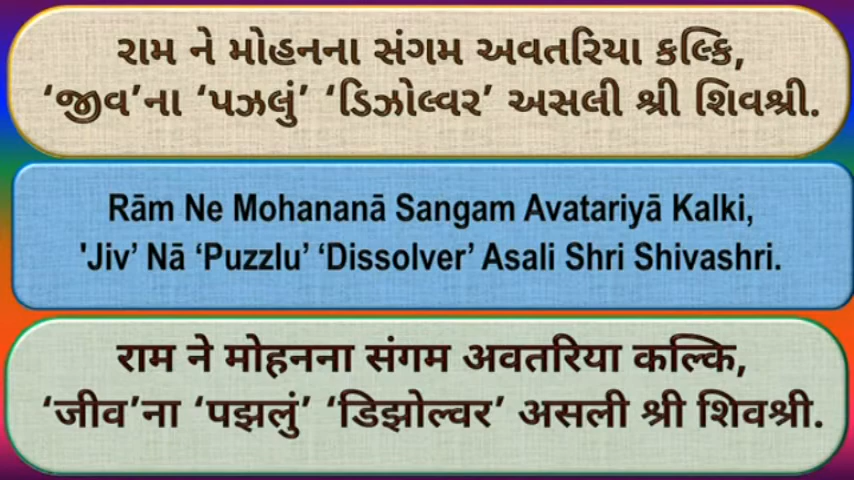 રામ ને મોહનના સંગમ અવતરિયા કલ્કિ,
‘જીવ’ના ‘પઝલું’ ‘ડિઝોલ્વર’ અસલી શ્રી શિવશ્રી.
Rām Ne Mohananā Sangam Avatariyā Kalki,
'Jiv’ Nā ‘Puzzlu’ ‘Dissolver’ Asali Shri Shivashri.
राम ने मोहनना संगम अवतरिया कल्कि,
‘जीव’ना ‘पझलुं’ ‘डिझोल्वर’ असली श्री शिवश्री.